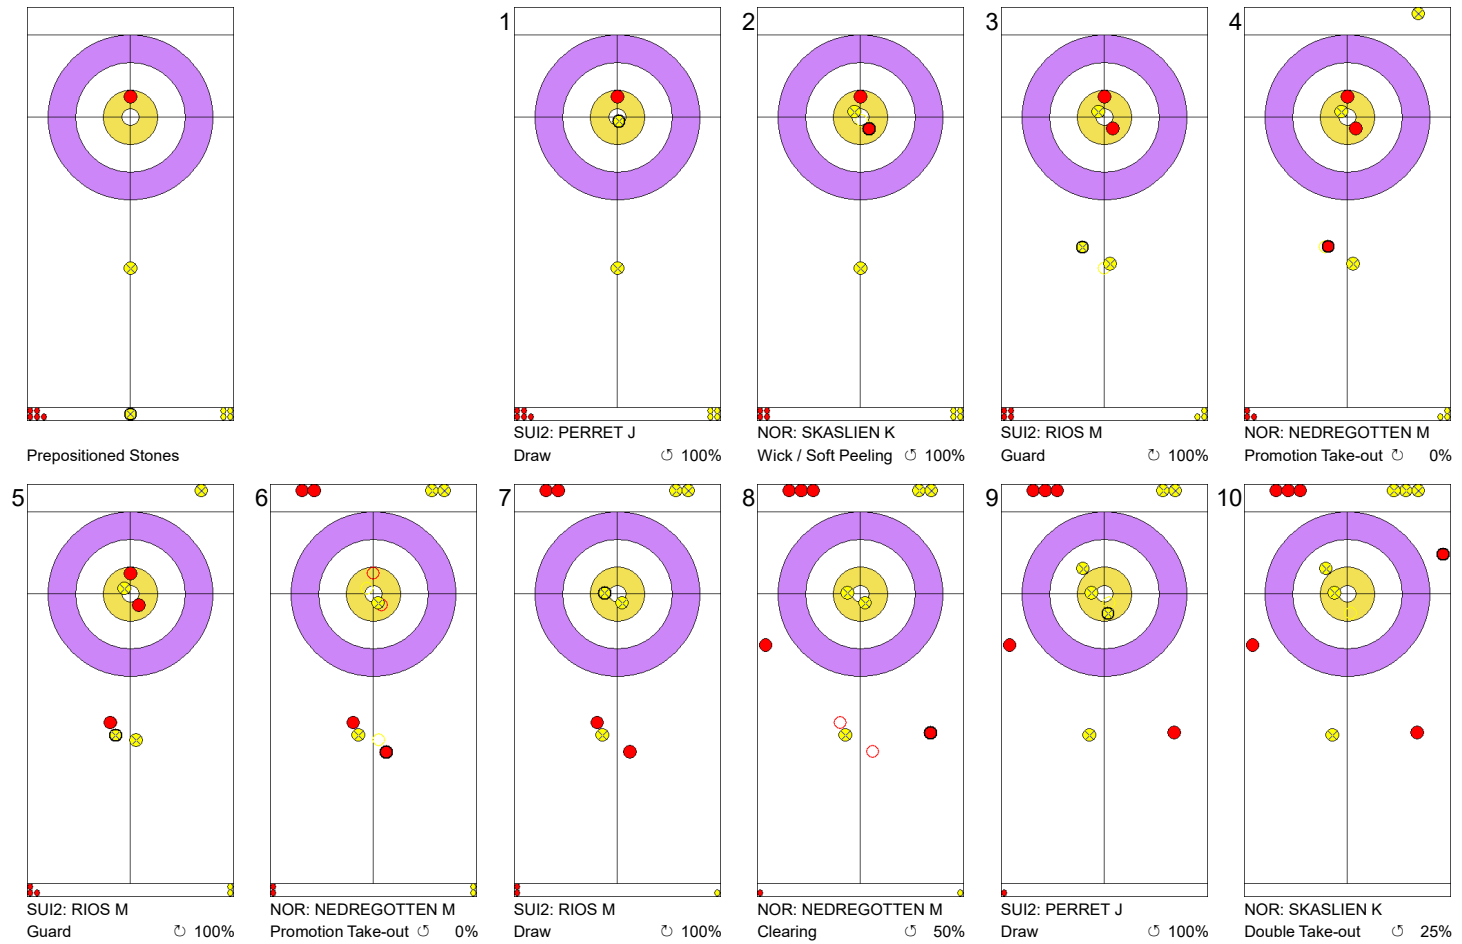 1
2
3
4
Prepositioned Stones
SUI2: PERRET J
Draw ↺ 100%
NOR: SKASLIEN K
Wick / Soft Peeling ↺ 100%
SUI2: RIOS M
Guard ↻ 100%
NOR: NEDREGOTTEN M
Promotion Take-out ↻ 0%
5
6
7
8
9
10
SUI2: RIOS M
Guard ↻ 100%
NOR: NEDREGOTTEN M
Promotion Take-out ↺ 0%
SUI2: RIOS M
Draw ↻ 100%
NOR: NEDREGOTTEN M
Clearing ↺ 50%
SUI2: PERRET J
Draw ↻ 100%
NOR: SKASLIEN K
Double Take-out ↺ 25%